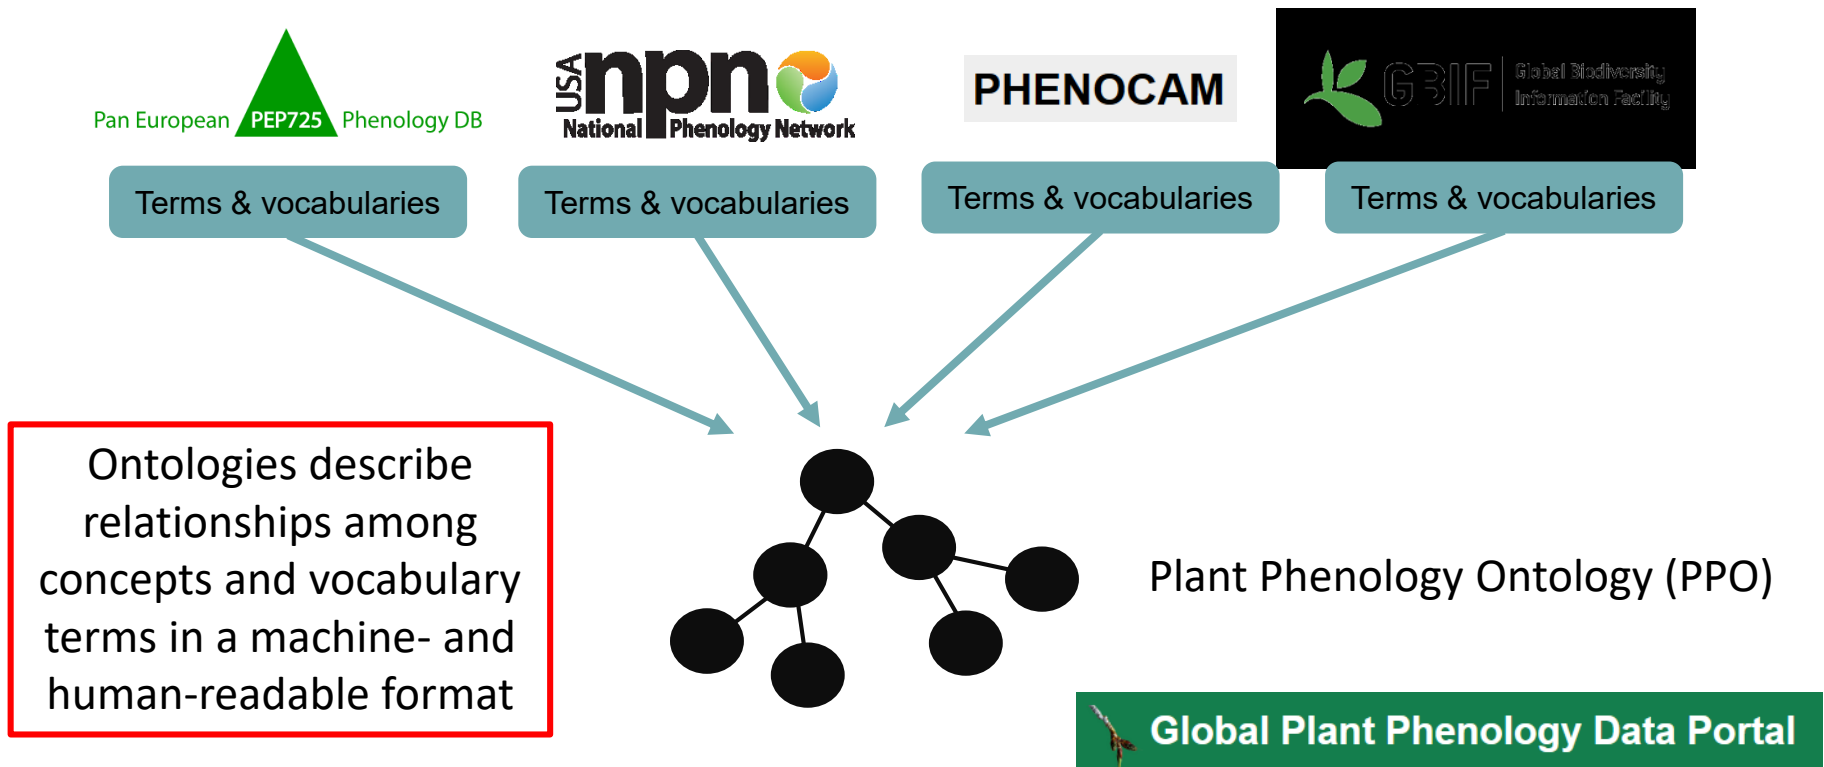 Pan European PEP725 Phenology DB
USA npn
National Phenology Network
PHENOCAM
GBIF Global Biodiversity
Information Facility
Terms & vocabularies
Terms & vocabularies
Terms & vocabularies
Terms & vocabularies
Ontologies describe
relationships among
concepts and vocabulary
terms in a machine- and
human-readable format
Plant Phenology Ontology (PPO)
Global Plant Phenology Data Portal